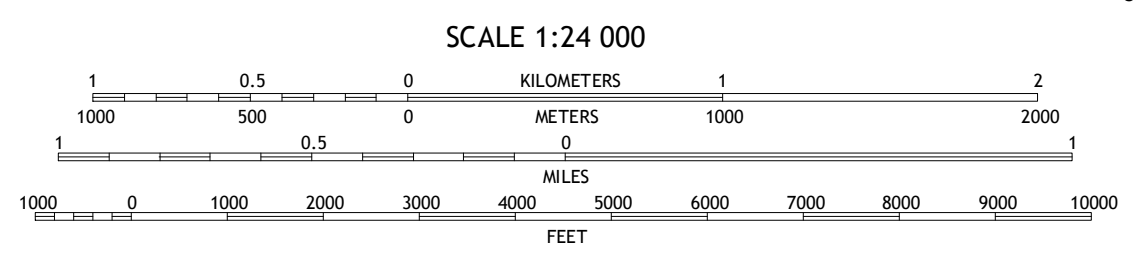 SCALE 1:24 000
1 0.5 0 KILOMETERS 1 2
1000 500 0 METERS 1000 2000
1 0.5 0 1
MILES
1000 0 1000 2000 3000 4000 5000 6000 7000 8000 9000 10000
FEET